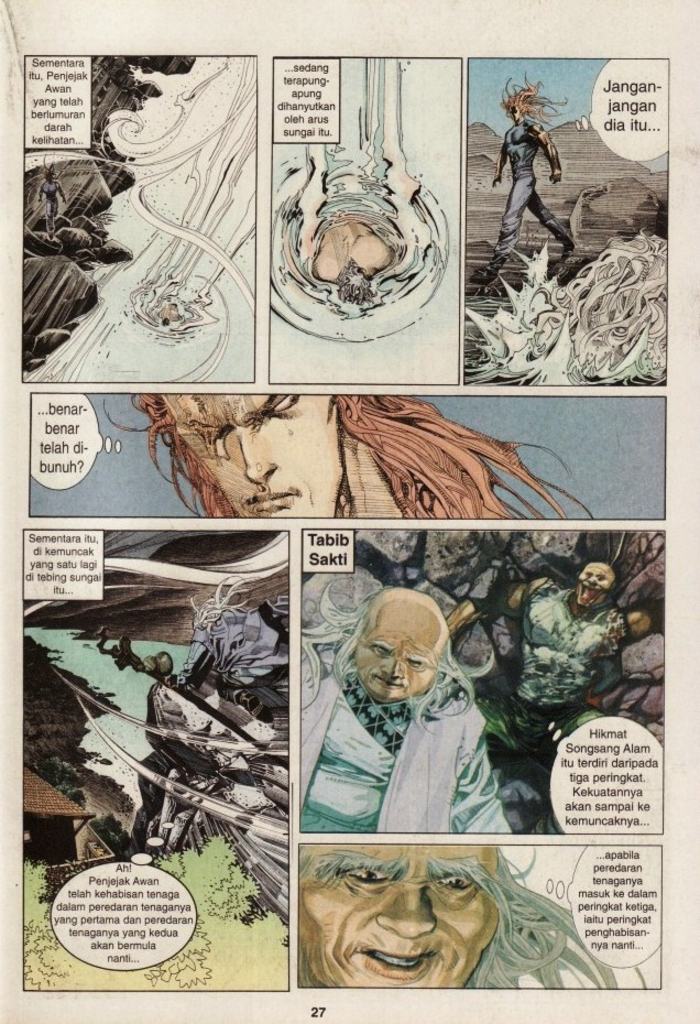 Sementara
itu, Penjejak
Awan
yang telah
berlumuran
darah
kelihatan...
...sedang
terapung-
apung
dihanyutkan
oleh arus
sungai itu.
Jangan-
jangan
dia itu...
...benar-
benar
telah di-
bunuh?
Sementara itu,
di kemuncak
yang satu lagi
di tebing sungai
itu...
Ah!
Penjejak Awan
telah kehabisan tenaga
dalam peredaran tenaganya
yang pertama dan peredaran
tenaganya yang kedua
akan bermula
nanti...
Tabib
Sakti
Hikmat
Songsang Alam
itu terdiri daripada
tiga peringkat.
Kekuatannya
akan sampai ke
kemuncaknya...
...apabila
peredaran
tenaganya
masuk ke dalam
peringkat ketiga,
iaitu peringkat
penghabisan-
nya nanti...
27